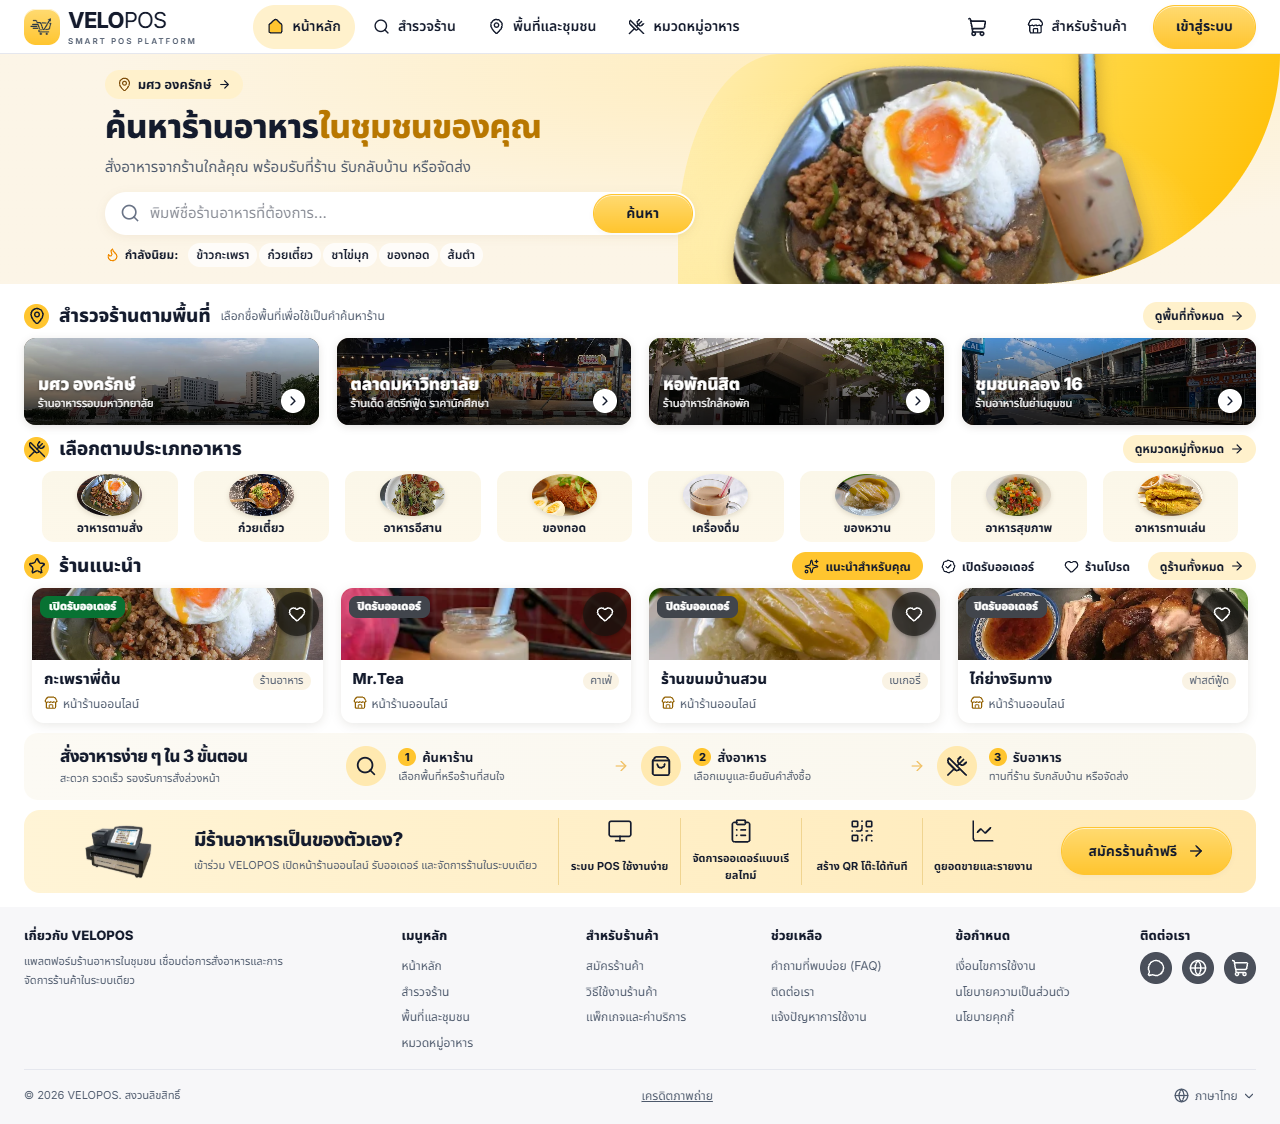 VELOPOS
SMART POS PLATFORM
หน้าหลัก
สำรวจร้าน
พื้นที่และชุมชน
หมวดหมู่อาหาร
สำหรับร้านค้า
เข้าสู่ระบบ
มศว องครักษ์
ค้นหาร้านอาหารในชุมชนของคุณ
สั่งอาหารจากร้านใกล้คุณ พร้อมรับที่ร้าน รับกลับบ้าน หรือจัดส่ง
พิมพ์ชื่อร้านอาหารที่ต้องการ...
ค้นหา
กำลังนิยม:
ข้าวกะเพรา
ก๋วยเตี๋ยว
ชาไข่มุก
ของทอด
ส้มตำ
สำรวจร้านตามพื้นที่
เลือกชื่อพื้นที่เพื่อใช้เป็นคำค้นหาร้าน
ดูพื้นที่ทั้งหมด
มศว องครักษ์
ร้านอาหารรอบมหาวิทยาลัย
ตลาดมหาวิทยาลัย
ร้านเด็ด สตรีทฟู้ด ราคานักศึกษา
หอพักนิสิต
ร้านอาหารใกล้หอพัก
ชุมชนคลอง 16
ร้านอาหารในย่านชุมชน
เลือกตามประเภทอาหาร
ดูหมวดหมู่ทั้งหมด
อาหารตามสั่ง
ก๋วยเตี๋ยว
อาหารอีสาน
ของทอด
เครื่องดื่ม
ของหวาน
อาหารสุขภาพ
อาหารทานเล่น
ร้านแนะนำ
แนะนำสำหรับคุณ
เปิดรับออเดอร์
ร้านโปรด
ดูร้านทั้งหมด
เปิดรับออเดอร์
ปิดรับออเดอร์
ปิดรับออเดอร์
ปิดรับออเดอร์
กะเพราพี่ต้น
ร้านอาหาร
หน้าร้านออนไลน์
Mr.Tea
คาเฟ่
หน้าร้านออนไลน์
ร้านขนมบ้านสวน
เบเกอรี่
หน้าร้านออนไลน์
ไก่ย่างริมทาง
ฟาสต์ฟู้ด
หน้าร้านออนไลน์
สั่งอาหารง่าย ๆ ใน 3 ขั้นตอน
สะดวก รวดเร็ว รองรับการสั่งล่วงหน้า
1 ค้นหาร้าน
เลือกพื้นที่หรือร้านที่สนใจ
2 สั่งอาหาร
เลือกเมนูและยืนยันคำสั่งซื้อ
3 รับอาหาร
ทานที่ร้าน รับกลับบ้าน หรือจัดส่ง
มีร้านอาหารเป็นของตัวเอง?
เข้าร่วม VELOPOS เปิดหน้าร้านออนไลน์ รับออเดอร์ และจัดการร้านในระบบเดียว
ระบบ POS ใช้งานง่าย
จัดการออเดอร์แบบเรี
ยลไทม์
สร้าง QR โต๊ะได้ทันที
ดูยอดขายและรายงาน
สมัครร้านค้าฟรี
เกี่ยวกับ VELOPOS
แพลตฟอร์มร้านอาหารในชุมชน เชื่อมต่อการสั่งอาหารและการ
จัดการร้านค้าในระบบเดียว
เมนูหลัก
หน้าหลัก
สำรวจร้าน
พื้นที่และชุมชน
หมวดหมู่อาหาร
สำหรับร้านค้า
สมัครร้านค้า
วิธีใช้งานร้านค้า
แพ็กเกจและค่าบริการ
ช่วยเหลือ
คำถามที่พบบ่อย (FAQ)
ติดต่อเรา
แจ้งปัญหาการใช้งาน
ข้อกำหนด
เงื่อนไขการใช้งาน
นโยบายความเป็นส่วนตัว
นโยบายคุกกี้
ติดต่อเรา
© 2026 VELOPOS. สงวนลิขสิทธิ์
เครดิตภาพถ่าย
ภาษาไทย